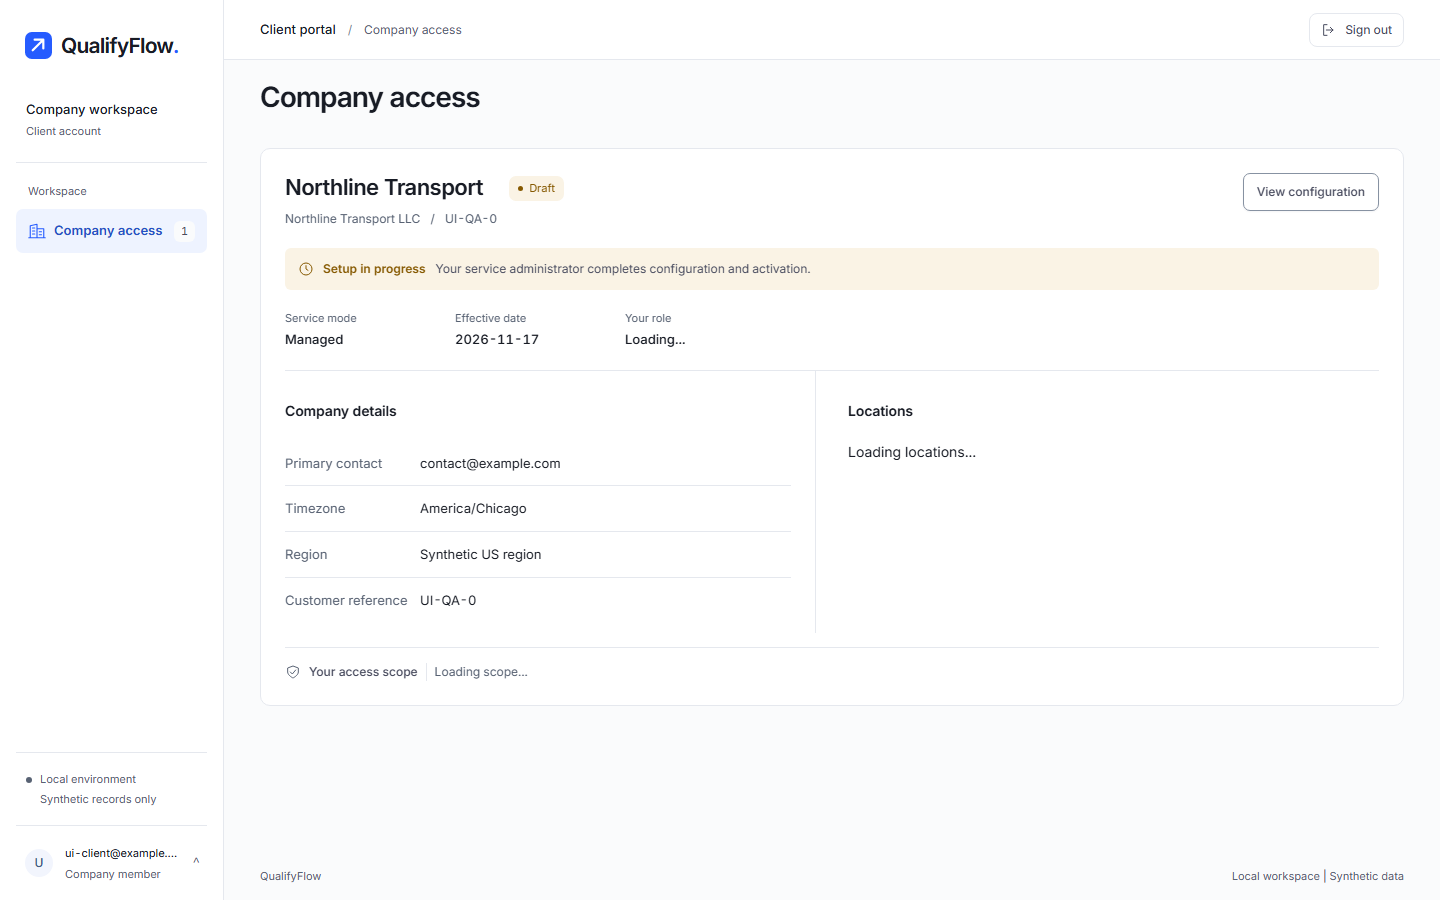 QualifyFlow.
Company workspace
Client account
Workspace
Company access 1
Local environment
Synthetic records only
U
ui-client@example....
Company member
^
Client portal / Company access
Sign out
Company access
Northline Transport
Draft
View configuration
Northline Transport LLC / UI-QA-0
Setup in progress Your service administrator completes configuration and activation.
Service mode
Managed
Effective date
2026-11-17
Your role
Loading...
Company details
Primary contact contact@example.com
Timezone America/Chicago
Region Synthetic US region
Customer reference UI-QA-0
Locations
Loading locations...
Your access scope Loading scope...
QualifyFlow
Local workspace | Synthetic data